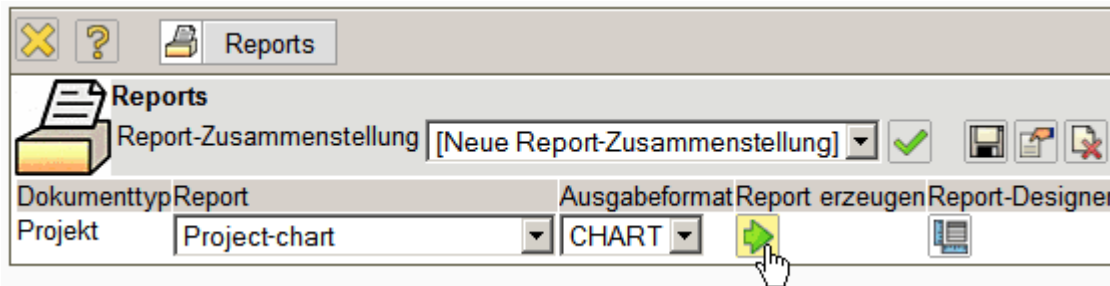 Reports
Reports
Report-Zusammenstellung [Neue Report-Zusammenstellung]
Dokumenttyp Report Ausgabeformat Report erzeugen Report-Designer
Projekt Project-chart CHART